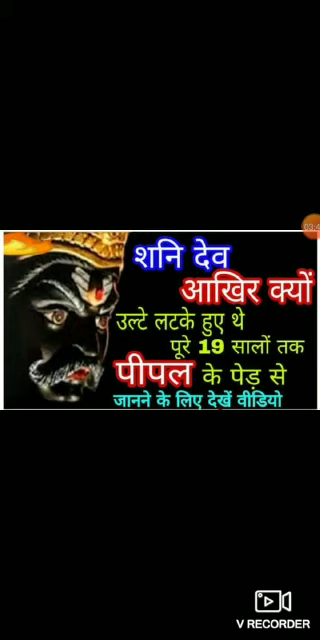 शनि देव
आखिर क्यों
उल्टे लटके हुए थे
पूरे 19 सालों तक
पीपल के पेड़ से
जानने के लिए देखें वीडियो
V RECORDER